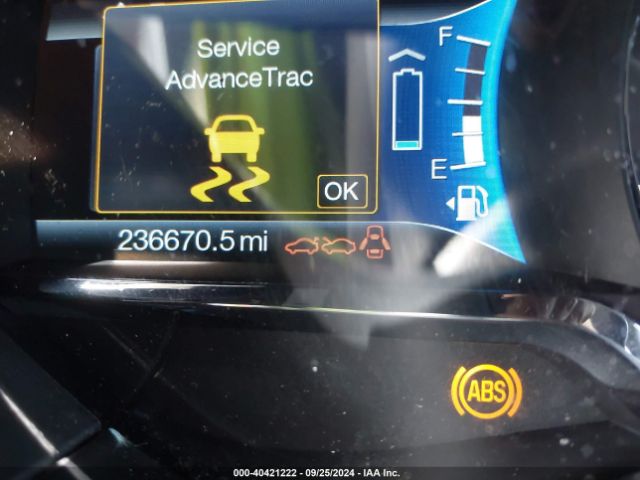 Service
AdvanceTrac
OK
F
E
236670.5 mi
ABS
000-40421222 - 09/25/2024 - IAA Inc.